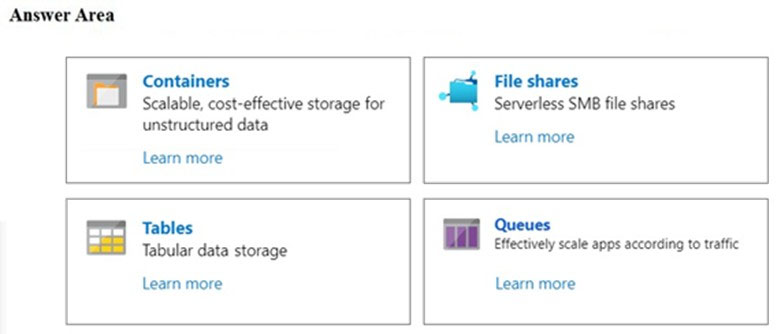 Answer Area
Containers
Scalable, cost-effective storage for
unstructured data
Learn more
File shares
Serverless SMB file shares
Learn more
Tables
Tabular data storage
Learn more
Queues
Effectively scale apps according to traffic
Learn more